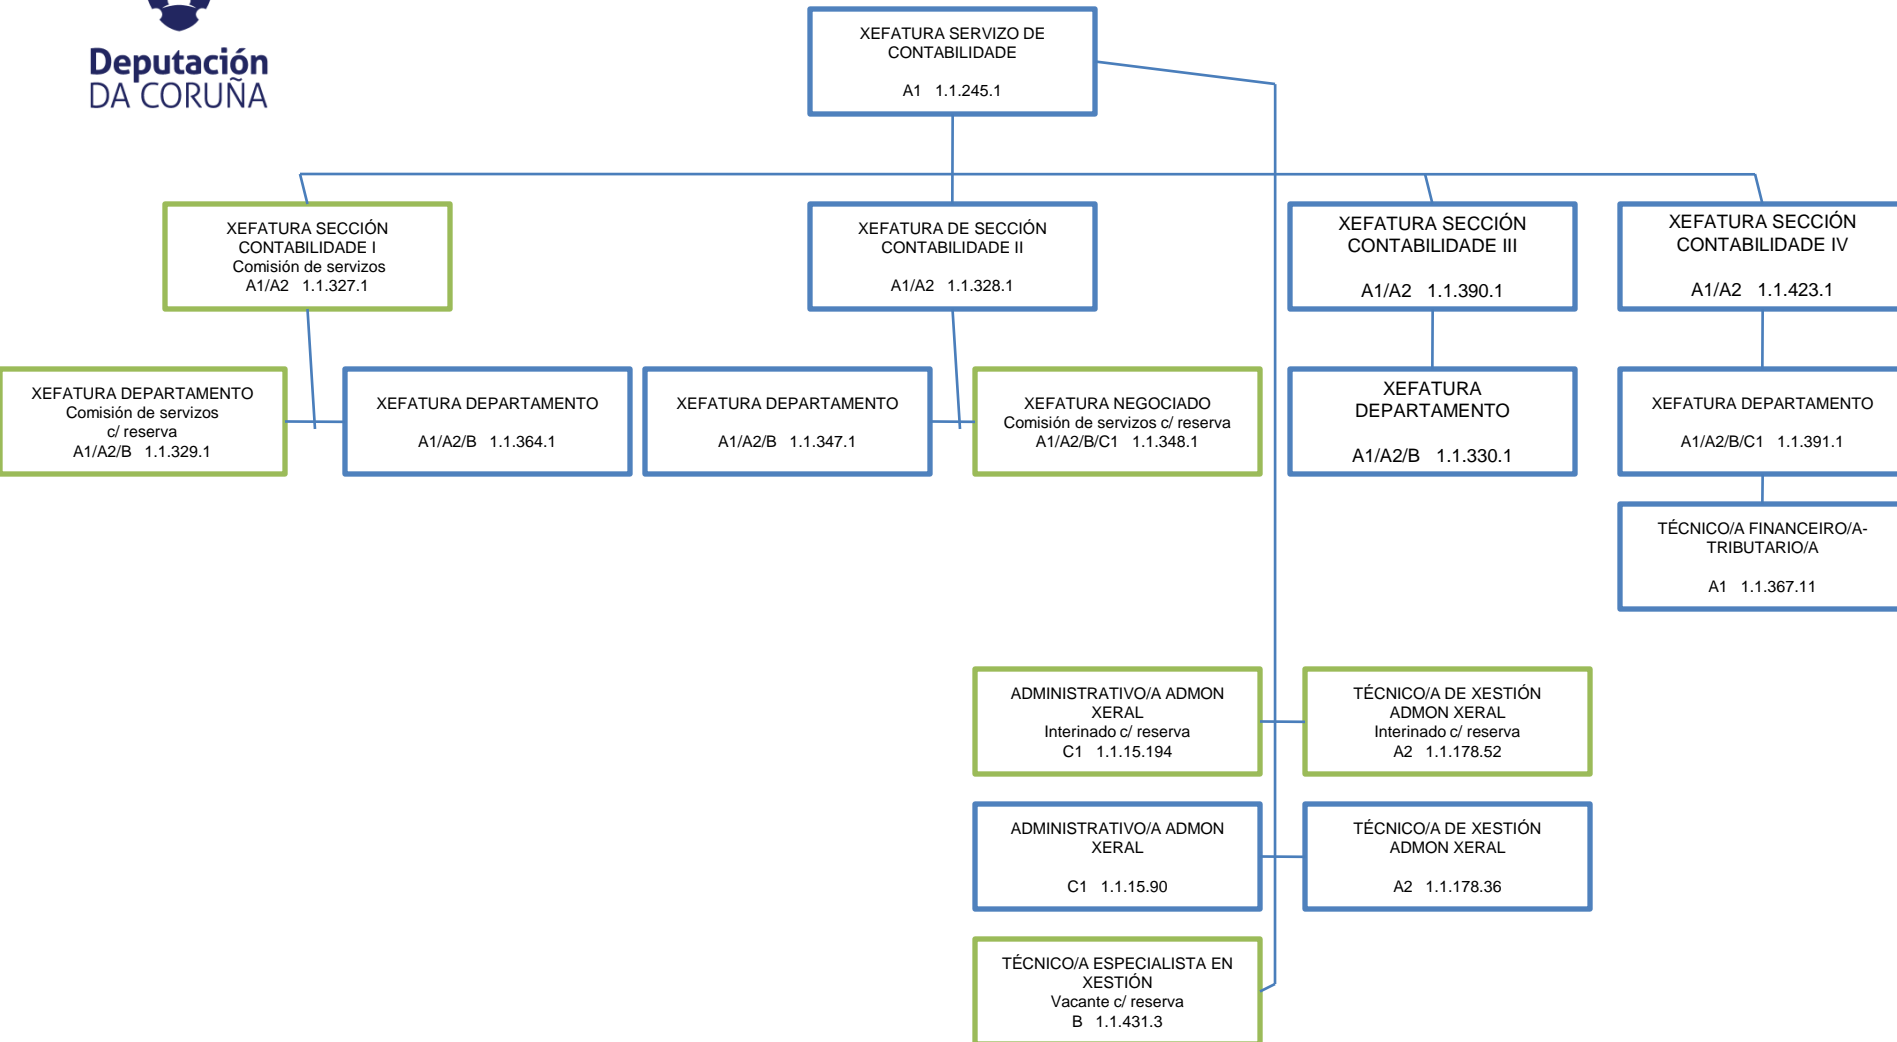 Deputación
DA CORUÑA
XEFATURA SERVIZO DE
CONTABILIDADE
A1 1.1.245.1
XEFATURA SECCIÓN
CONTABILIDADE I
Comisión de servizos
A1/A2 1.1.327.1
XEFATURA DE SECCIÓN
CONTABILIDADE II
A1/A2 1.1.328.1
XEFATURA SECCIÓN
CONTABILIDADE III
A1/A2 1.1.390.1
XEFATURA SECCIÓN
CONTABILIDADE IV
A1/A2 1.1.423.1
XEFATURA DEPARTAMENTO
Comisión de servizos
c/ reserva
A1/A2/B 1.1.329.1
XEFATURA DEPARTAMENTO
A1/A2/B 1.1.364.1
XEFATURA DEPARTAMENTO
A1/A2/B 1.1.347.1
XEFATURA NEGOCIADO
Comisión de servizos c/ reserva
A1/A2/B/C1 1.1.348.1
XEFATURA
DEPARTAMENTO
A1/A2/B 1.1.330.1
XEFATURA DEPARTAMENTO
A1/A2/B/C1 1.1.391.1
TÉCNICO/A FINANCEIRO/A-
TRIBUTARIO/A
A1 1.1.367.11
ADMINISTRATIVO/A ADMON
XERAL
Interinado c/ reserva
C1 1.1.15.194
TÉCNICO/A DE XESTIÓN
ADMON XERAL
Interinado c/ reserva
A2 1.1.178.52
ADMINISTRATIVO/A ADMON
XERAL
C1 1.1.15.90
TÉCNICO/A DE XESTIÓN
ADMON XERAL
A2 1.1.178.36
TÉCNICO/A ESPECIALISTA EN
XESTIÓN
Vacante c/ reserva
B 1.1.431.3